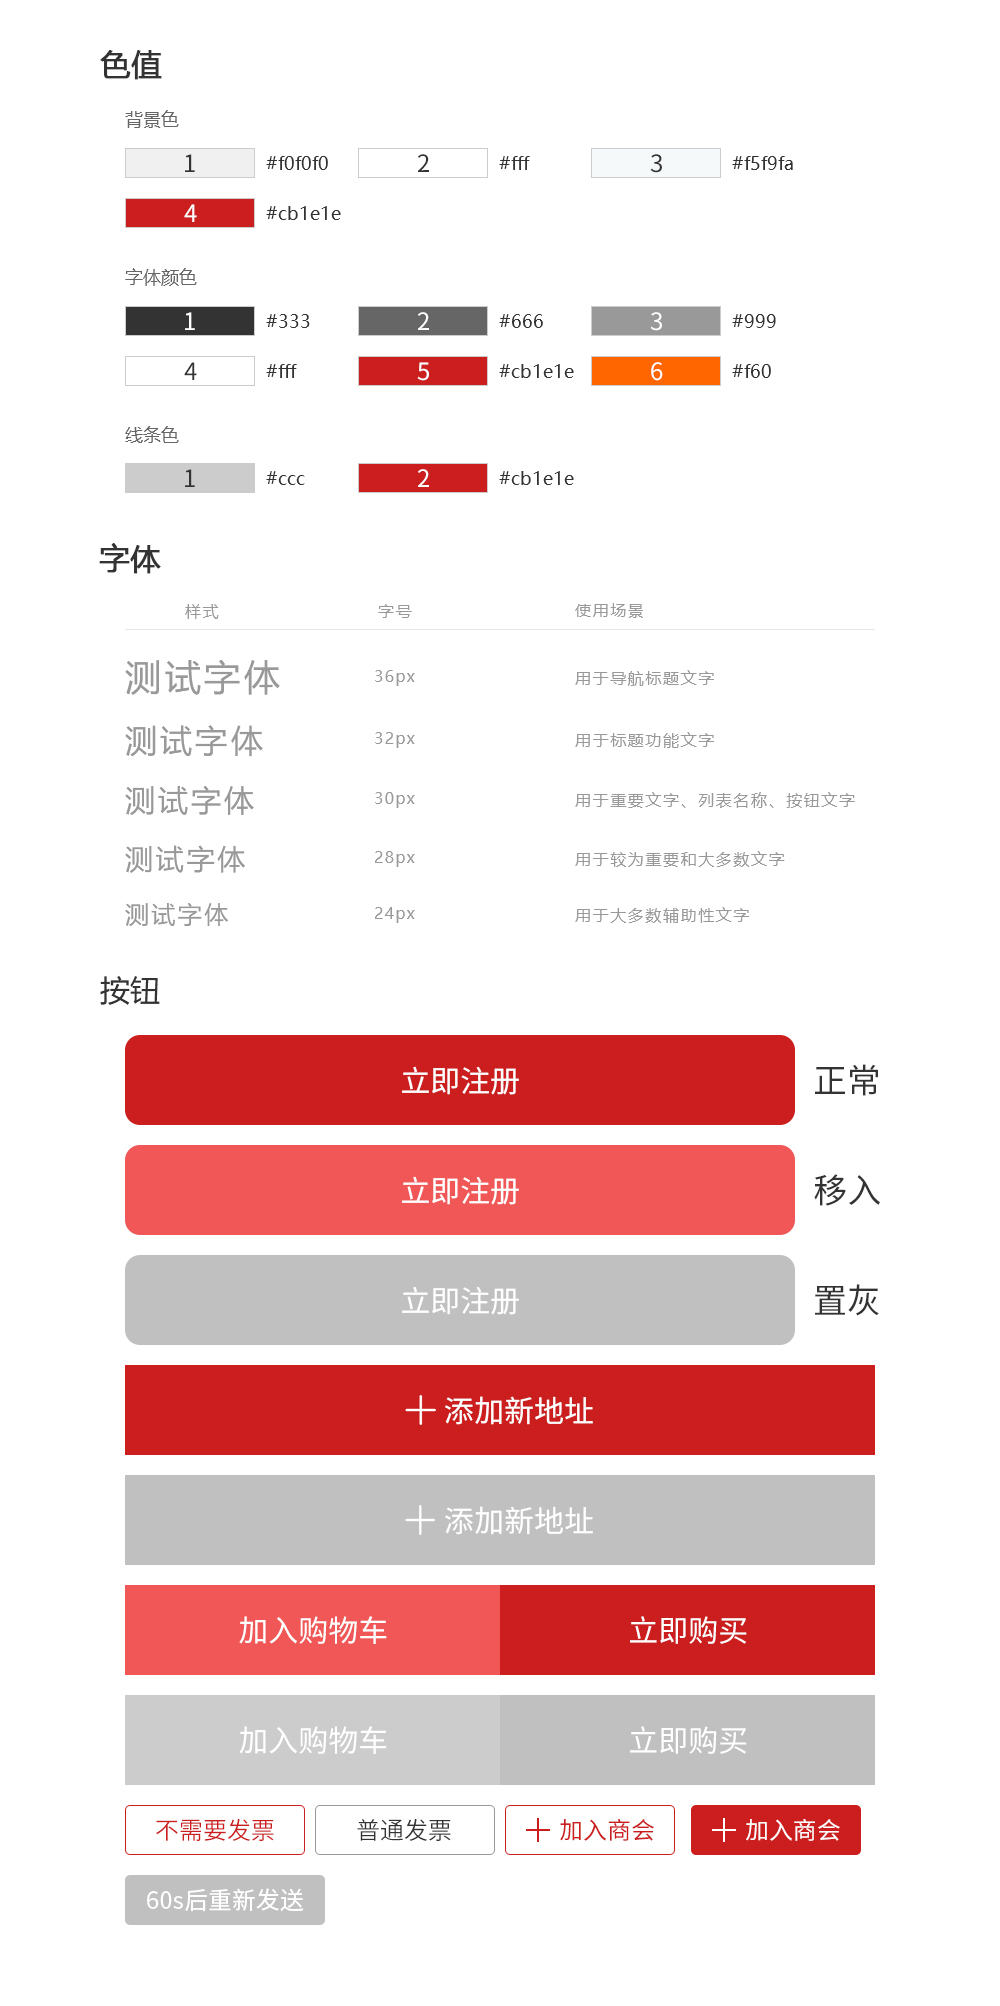 色值
背景色
1 #f0f0f0 2 #fff 3 #f5f9fa
4 #cb1e1e
字体颜色
1 #333 2 #666 3 #999
4 #fff 5 #cb1e1e 6 #f60
线条色
1 #ccc 2 #cb1e1e
字体
样式 字号 使用场景
测试字体 36px 用于导航标题文字
测试字体 32px 用于标题功能文字
测试字体 30px 用于重要文字、列表名称、按钮文字
测试字体 28px 用于较为重要和大多数文字
测试字体 24px 用于大多数辅助性文字
按钮
立即注册 正常
立即注册 移入
立即注册 置灰
添加新地址
添加新地址
加入购物车 立即购买
加入购物车 立即购买
不需要发票 普通发票 加入商会 加入商会
60s后重新发送